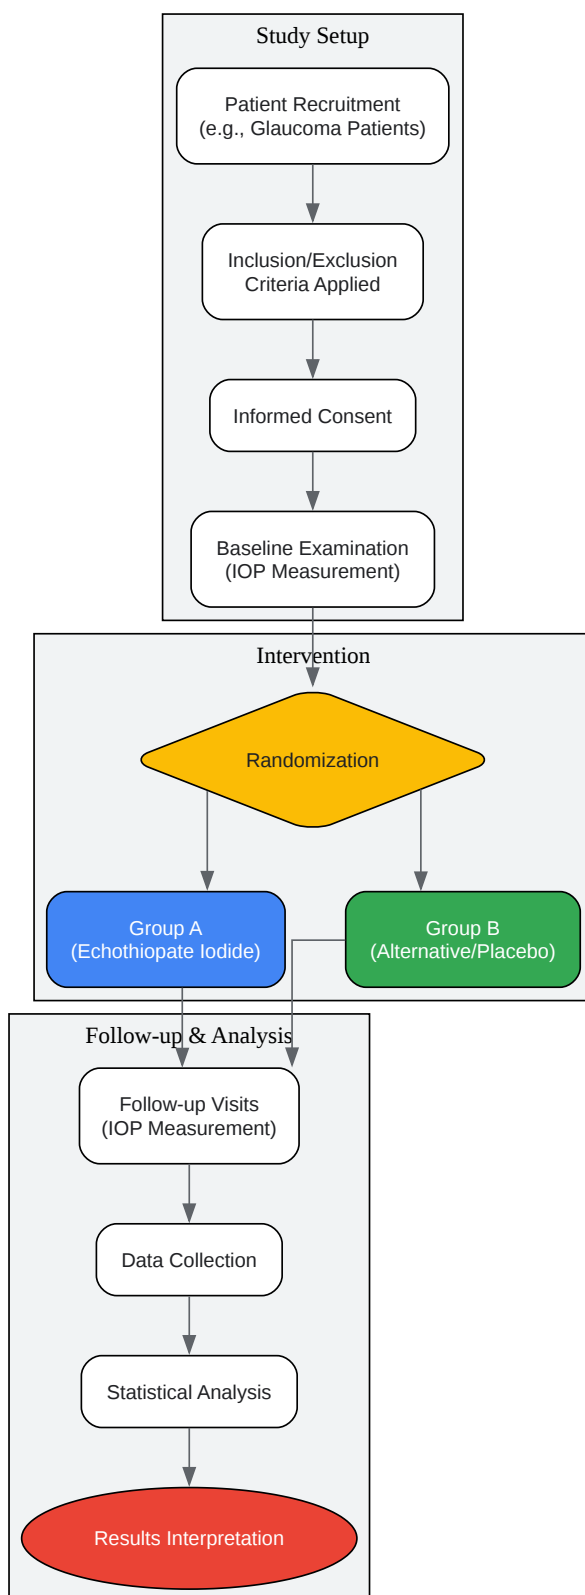 Study Setup
Patient Recruitment
(e.g., Glaucoma Patients)
Inclusion/Exclusion
Criteria Applied
Informed Consent
Baseline Examination
(IOP Measurement)
Intervention
Randomization
Group A
(Echothiopate Iodide)
Group B
(Alternative/Placebo)
Follow-up & Analysis
Follow-up Visits
(IOP Measurement)
Data Collection
Statistical Analysis
Results Interpretation